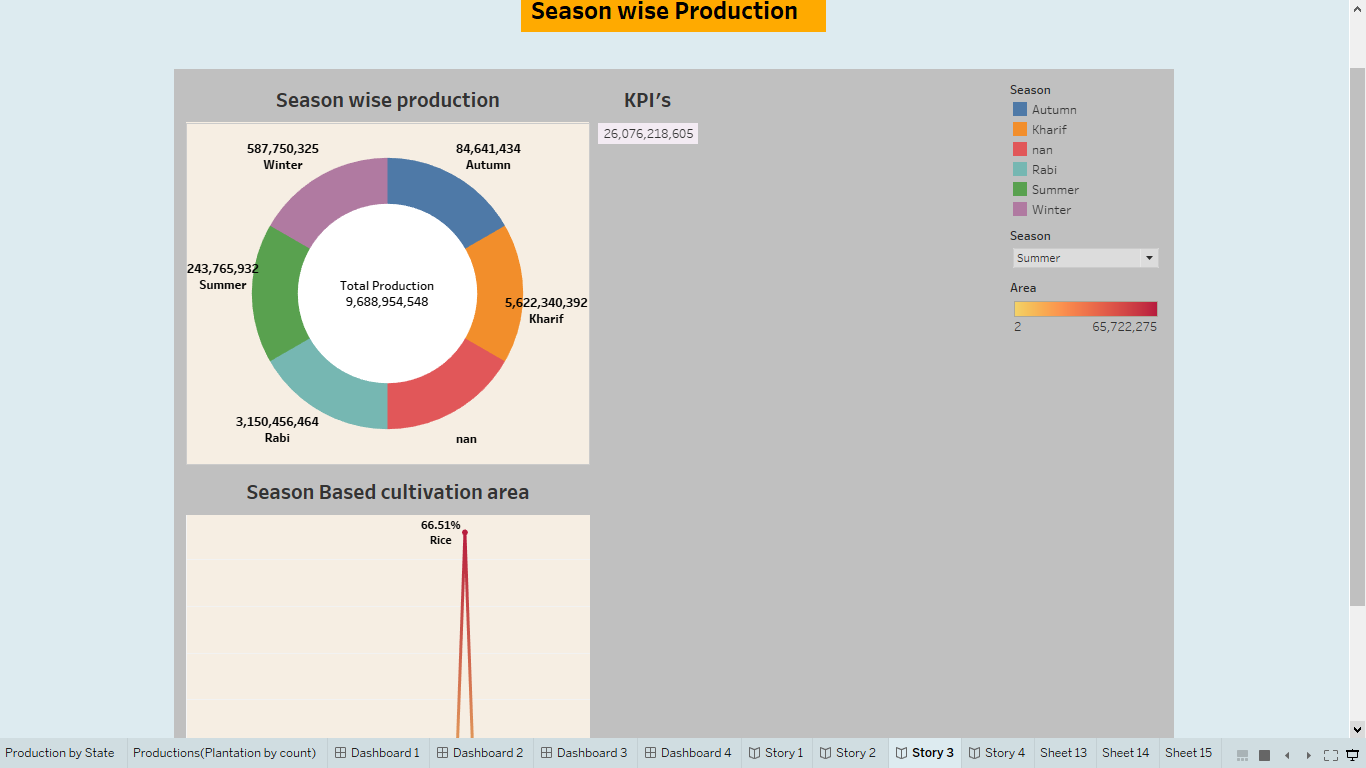 Season wise Production
Season wise production
587,750,325
Winter
84,641,434
Autumn
243,765,932
Summer
Total Production
9,688,954,548
5,622,340,392
Kharif
3,150,456,464
Rabi
nan
KPI’s
26,076,218,605
Season
Autumn
Kharif
nan
Rabi
Summer
Winter
Season
Summer
Area
2 65,722,275
Season Based cultivation area
66.51%
Rice
Production by State Productions(Plantation by count) Dashboard 1 Dashboard 2 Dashboard 3 Dashboard 4 Story 1 Story 2 Story 3 Story 4 Sheet 13 Sheet 14 Sheet 15